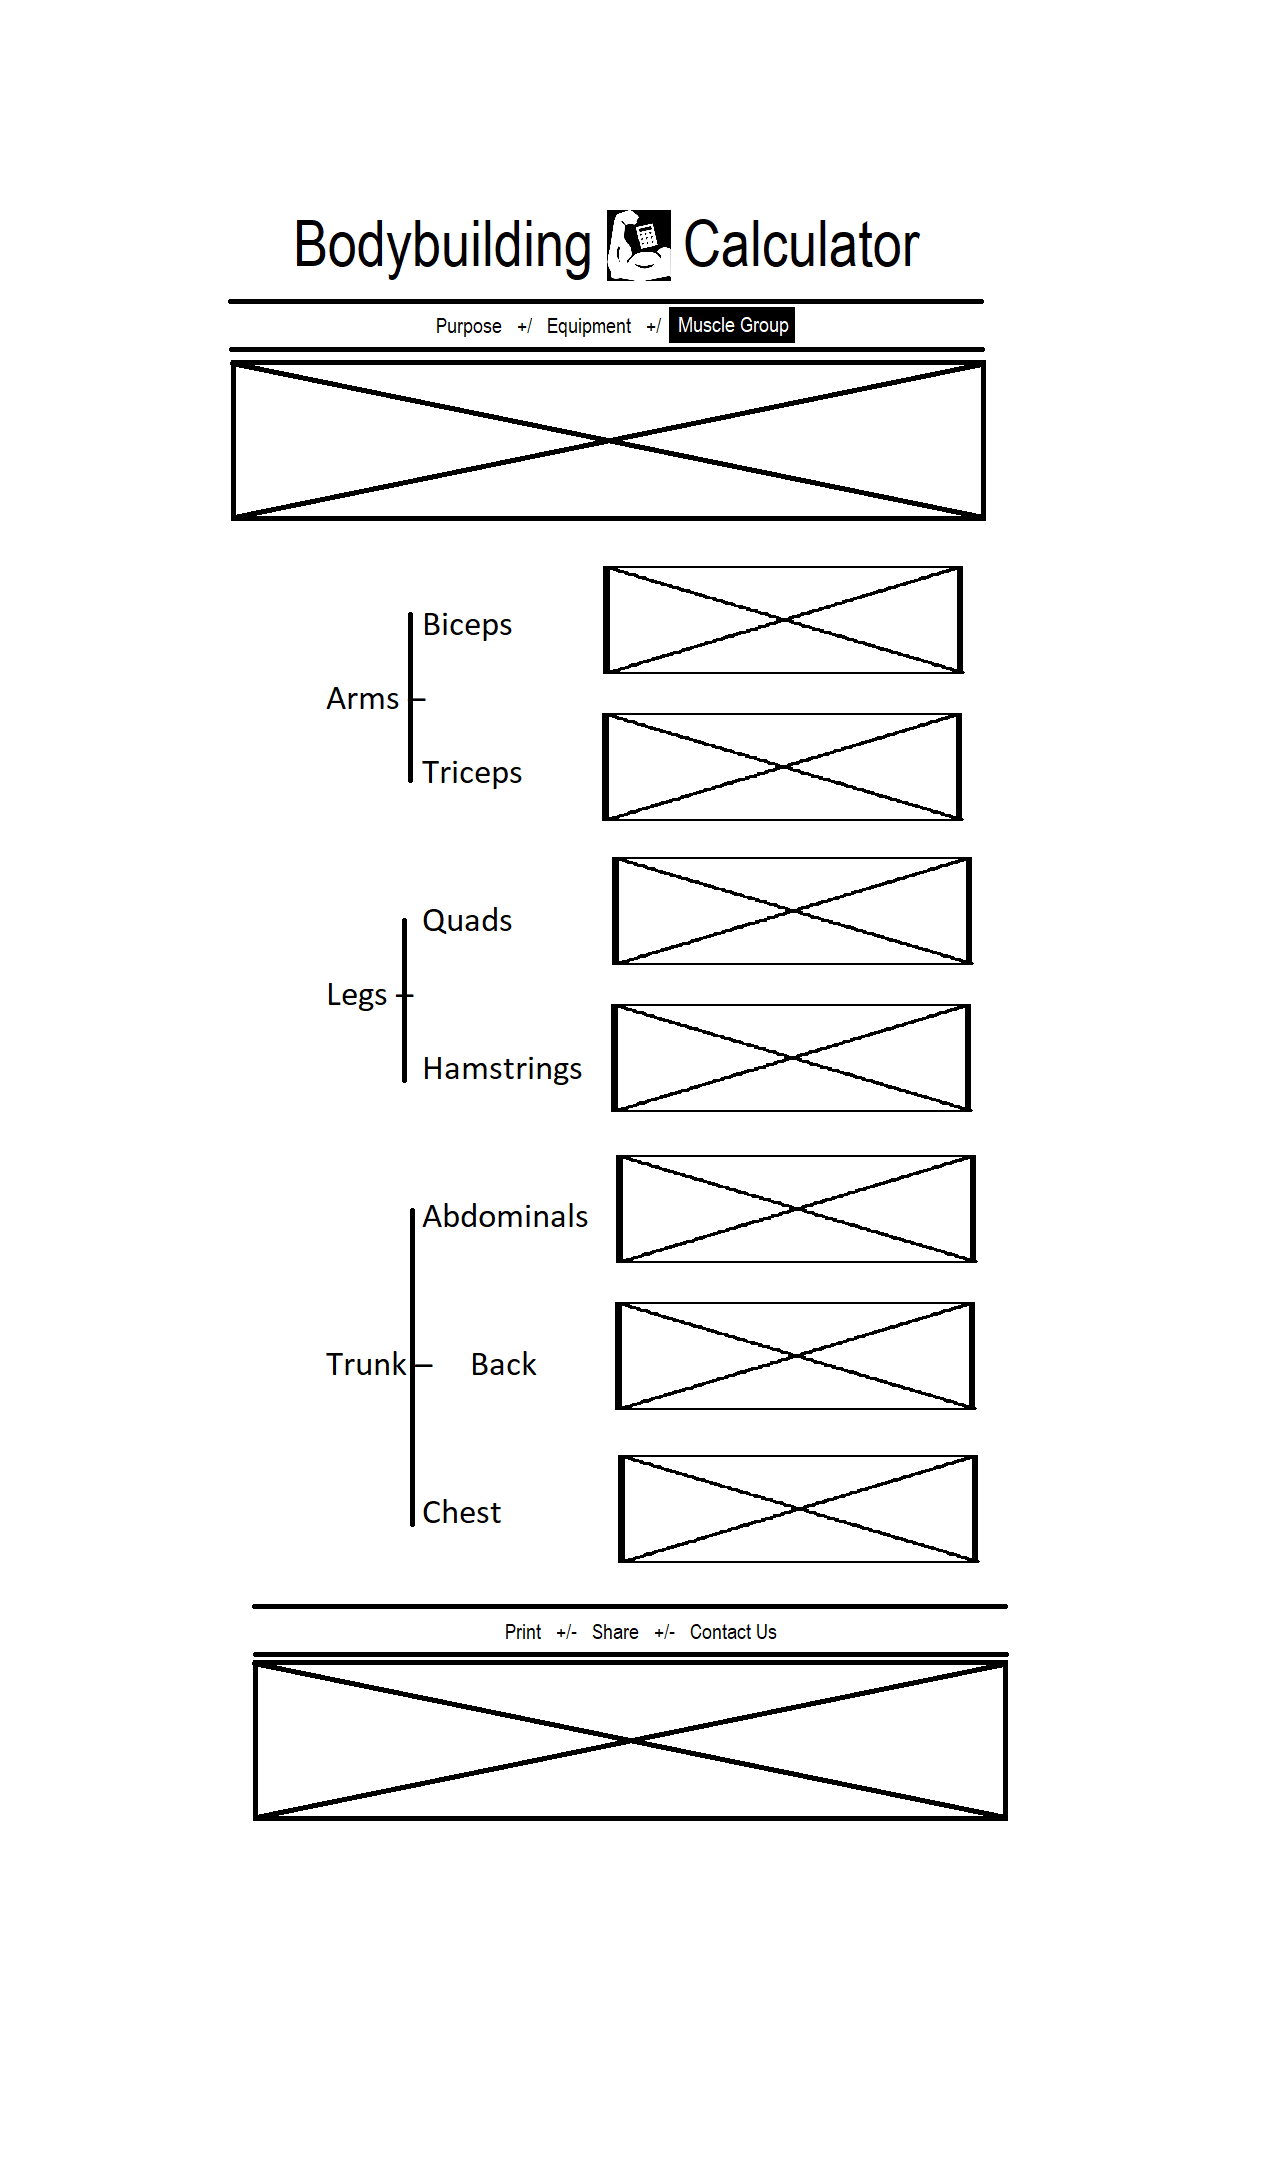 Bodybuilding Calculator
Purpose +/ Equipment +/ Muscle Group
Biceps
Arms
Triceps
Quads
Legs
Hamstrings
Abdominals
Trunk – Back
Chest
Print +/- Share +/- Contact Us